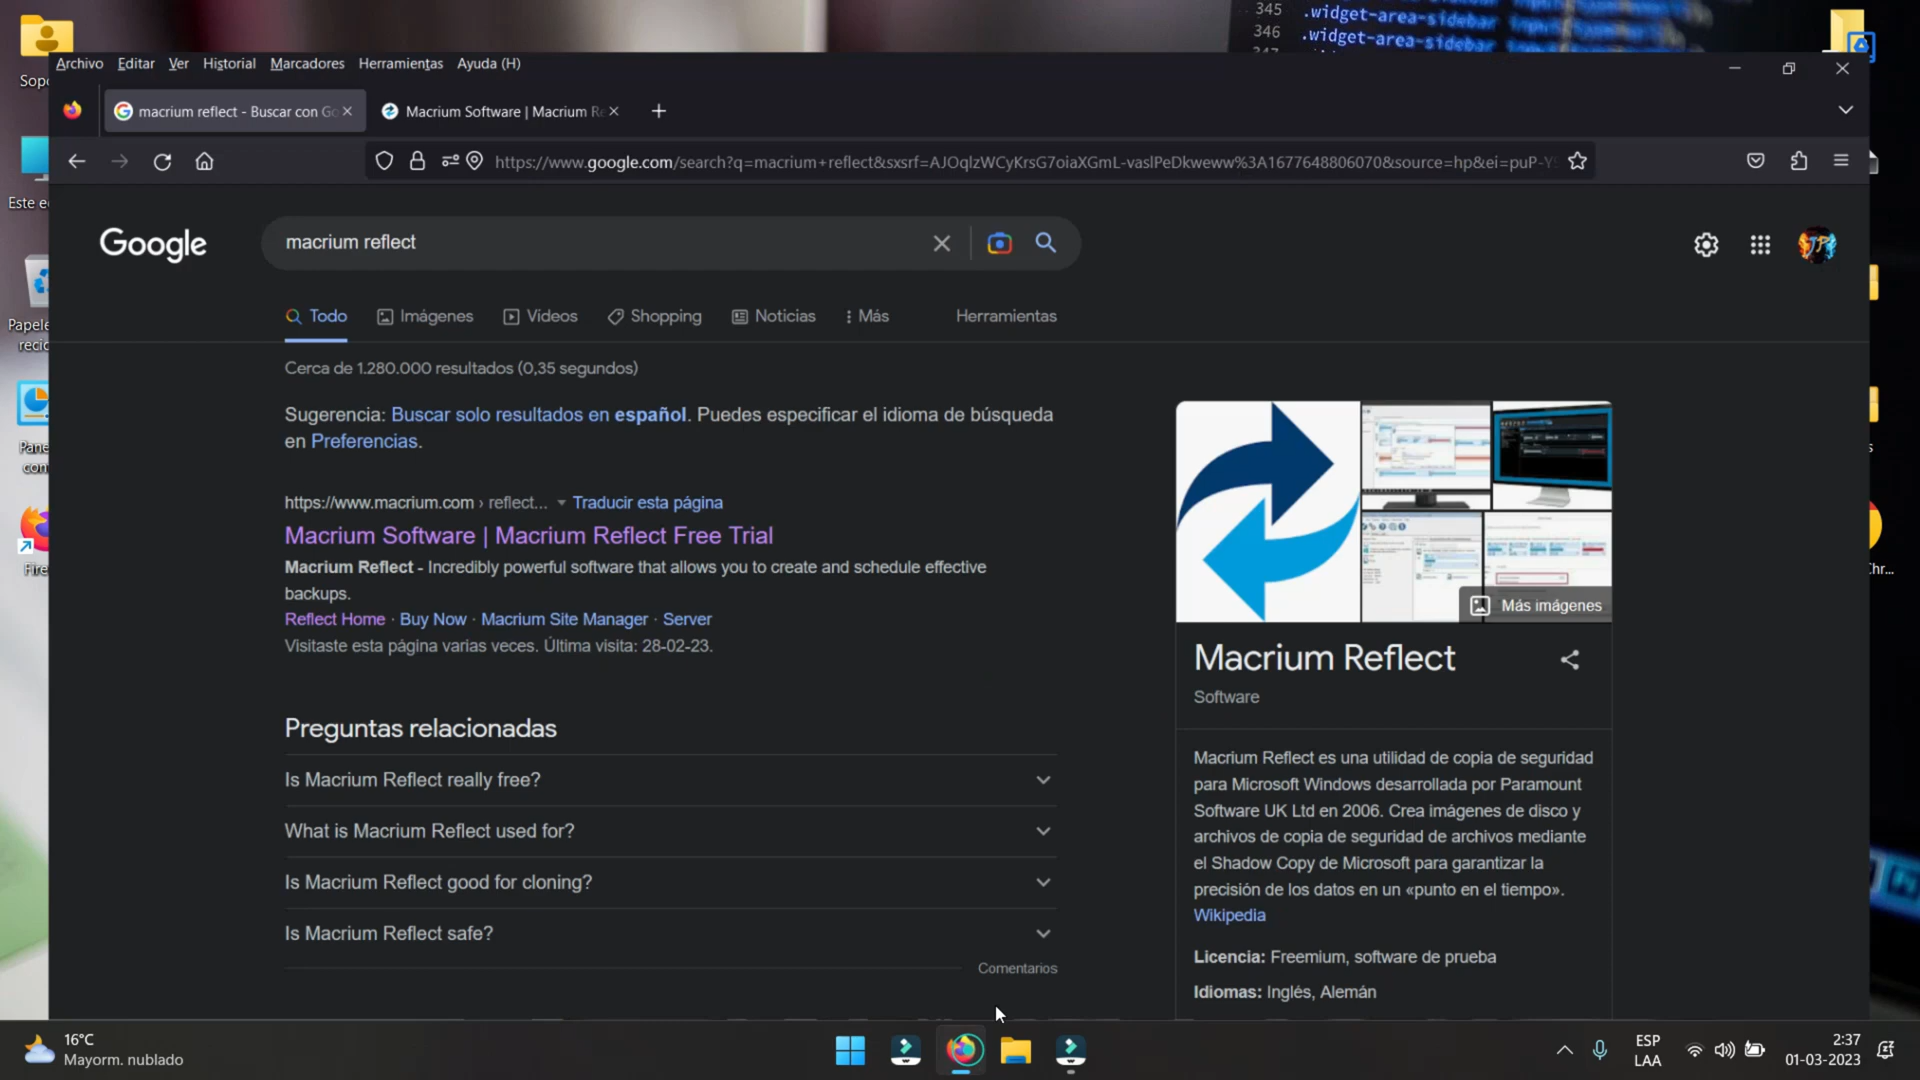 345
.widget-area-sidebar
346
.widget-area-sidebar
Archivo Editar Ver Historial Marcadores Herramientas Ayuda (H)
macrium reflect - Buscar con Go
Macrium Software | Macrium Re
https://www.google.com/search?q=macrium+reflect&sxsrf=AJOqlzWCyKrsG7oiaXGmL-vaslPeDkweww%3A1677648806070&source=hp&ei=puP-Y
Este e
Papele
recic
Pane
con
Fire
Chr...
Google
macrium reflect
Todo Imágenes Videos Shopping Noticias Más Herramientas
Cerca de 1.280.000 resultados (0,35 segundos)
Sugerencia: Buscar solo resultados en español. Puedes especificar el idioma de búsqueda
en Preferencias.
https://www.macrium.com › reflect... Traducir esta página
Macrium Software | Macrium Reflect Free Trial
Macrium Reflect - Incredibly powerful software that allows you to create and schedule effective
backups.
Reflect Home · Buy Now · Macrium Site Manager · Server
Visitaste esta página varias veces. Última visita: 28-02-23.
Preguntas relacionadas
Is Macrium Reflect really free?
What is Macrium Reflect used for?
Is Macrium Reflect good for cloning?
Is Macrium Reflect safe?
Comentarios
Más imágenes
Macrium Reflect
Software
Macrium Reflect es una utilidad de copia de seguridad
para Microsoft Windows desarrollada por Paramount
Software UK Ltd en 2006. Crea imágenes de disco y
archivos de copia de seguridad de archivos mediante
el Shadow Copy de Microsoft para garantizar la
precisión de los datos en un «punto en el tiempo».
Wikipedia
Licencia: Freemium, software de prueba
Idiomas: Inglés, Alemán
16°C
Mayorm. nublado
ESP
LAA
2:37
01-03-2023